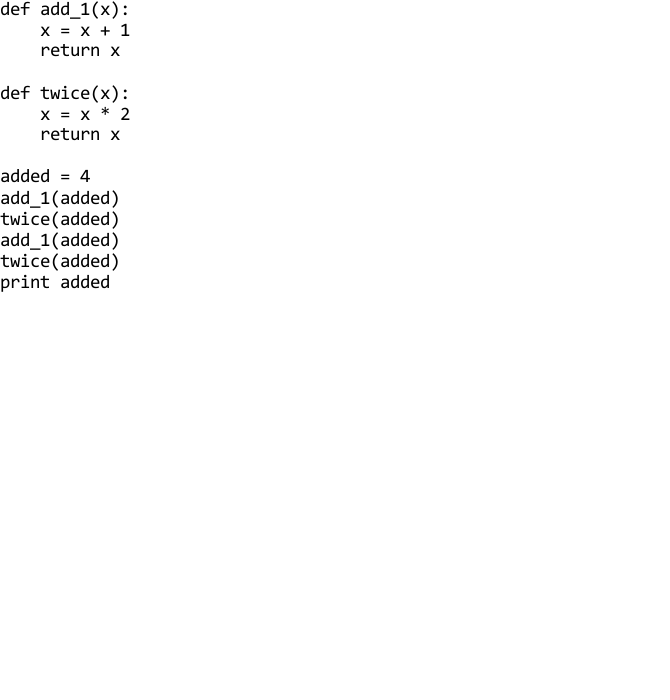 def add_1(x):
    x = x + 1
    return x

def twice(x):
    x = x * 2
    return x

added = 4
add_1(added)
twice(added)
add_1(added)
twice(added)
print added